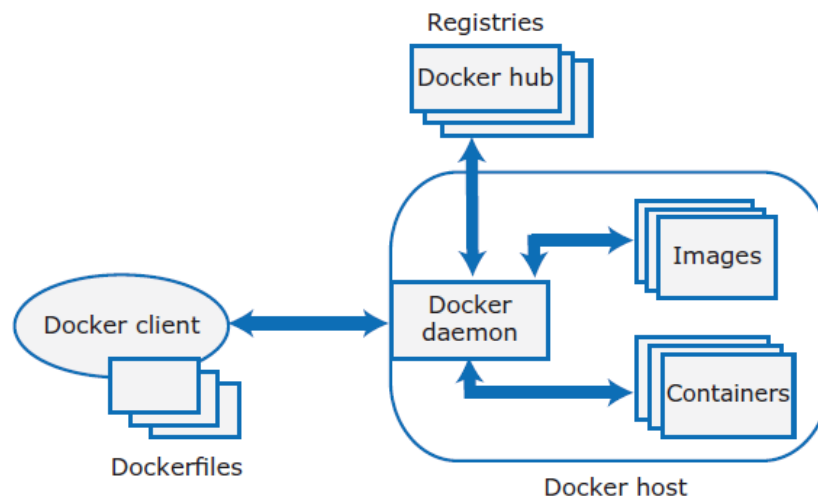 Registries
Docker hub
Images
Docker
daemon
Docker client
Containers
Dockerfiles
Docker host